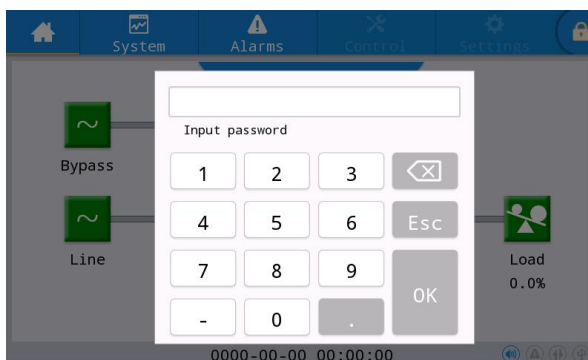 System Alarms Control Settings
Input password
Bypass
1 2 3
4 5 6 Esc
Line
Load
7 8 9
0.0%
OK
- 0 .
0000-00-00 00:00:00